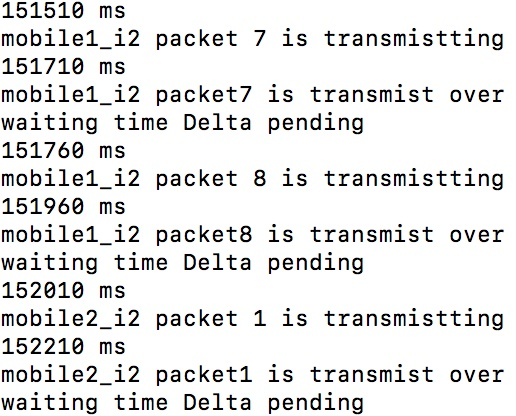 151510 ms
mobile1_i2 packet 7 is transmistting
151710 ms
mobile1_i2 packet7 is transmist over
waiting time Delta pending
151760 ms
mobile1_i2 packet 8 is transmistting
151960 ms
mobile1_i2 packet8 is transmist over
waiting time Delta pending
152010 ms
mobile2_i2 packet 1 is transmistting
152210 ms
mobile2_i2 packet1 is transmist over
waiting time Delta pending